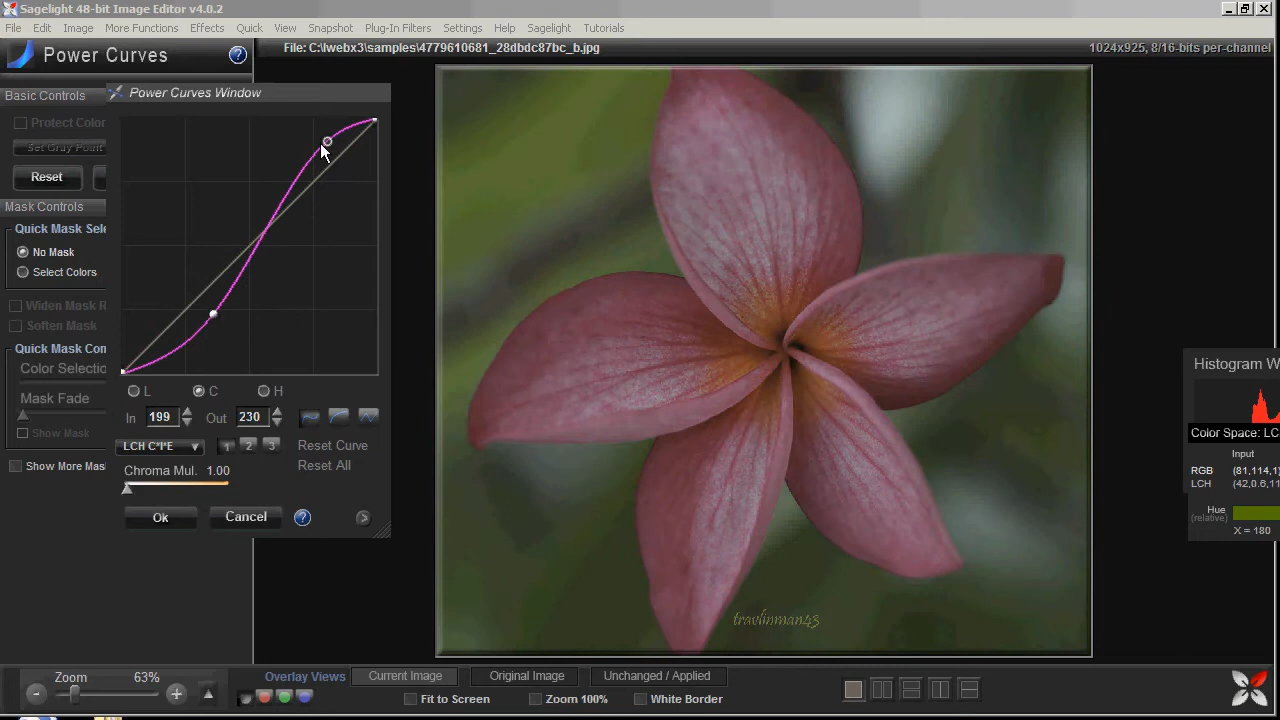 Sagelight 48-bit Image Editor v4.0.2
File Edit Image More Functions Effects Quick View Snapshot Plug-In Filters Settings Help Sagelight Tutorials
Power Curves ?
File: C:\lwebx3\samples\4779610681_28dbdc87bc_b.jpg
1024x925, 8/16-bits per-channel
Basic Controls
Power Curves Window
Protect Color
Set Gray Point
Reset
Mask Controls
Quick Mask Sele
No Mask
Select Colors
Widen Mask R
Soften Mask
Quick Mask Con
Color Selectio
Mask Fade
Show Mask
Show More Mas
L C H
In 199 Out 230
LCH C*I*E 1 2 3
Reset Curve
Reset All
Chroma Mul. 1.00
Ok Cancel ? >
travlinman43
Histogram W
Color Space: LC
Input
RGB (81,114,1
LCH (42,0.6,11
Hue
(relative)
X = 180
Zoom 63%
Overlay Views Current Image Original Image Unchanged / Applied
Fit to Screen Zoom 100% White Border